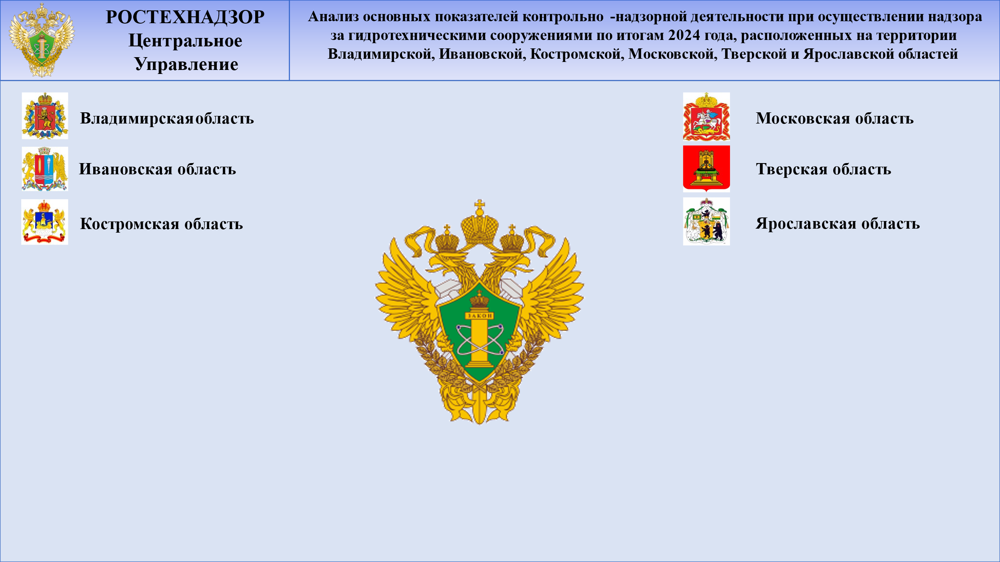 РОСТЕХНАДЗОР
Центральное
Управление
Анализ основных показателей контрольно -надзорной деятельности при осуществлении надзора
за гидротехническими сооружениями по итогам 2024 года, расположенных на территории
Владимирской, Ивановской, Костромской, Московской, Тверской и Ярославской областей
Владимирская область
Ивановская область
Костромская область
Московская область
Тверская область
Ярославская область
ЗАКОН